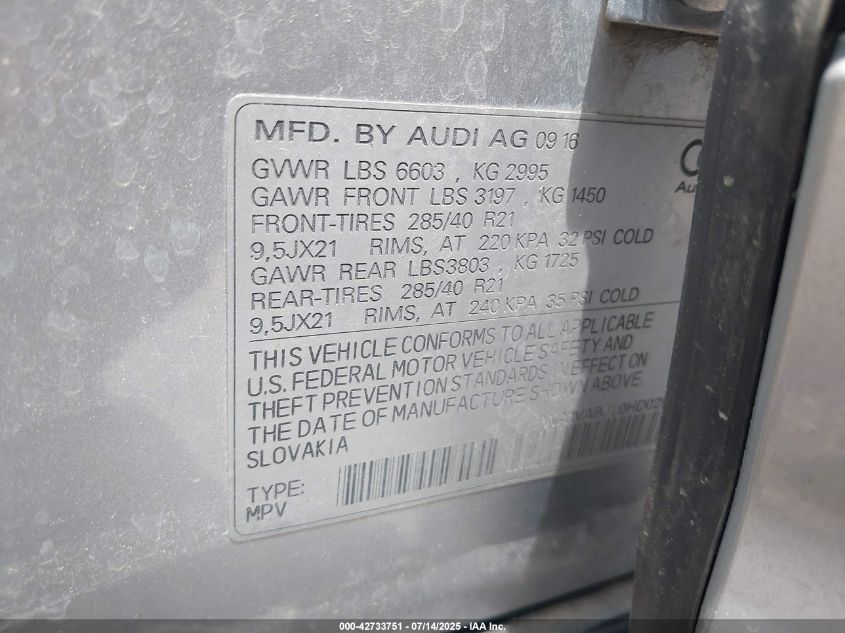 MFD. BY AUDI AG 09 16
GVWR LBS 6603 , KG 2995
GAWR FRONT LBS 3197 , KG 1450
FRONT-TIRES 285/40 R21
9,5JX21 RIMS, AT 220 KPA 32 PSI COLD
GAWR REAR LBS3803 , KG 1725
REAR-TIRES 285/40 R21
9,5JX21 RIMS, AT 240 KPA 35 PSI COLD
THIS VEHICLE CONFORMS TO ALL APPLICABLE
U.S. FEDERAL MOTOR VEHICLE SAFETY AND
THEFT PREVENTION STANDARDS IN EFFECT ON
THE DATE OF MANUFACTURE SHOWN ABOVE.
SLOVAKIA
TYPE:
MPV
000-42733751 - 07/14/2025 - IAA Inc.